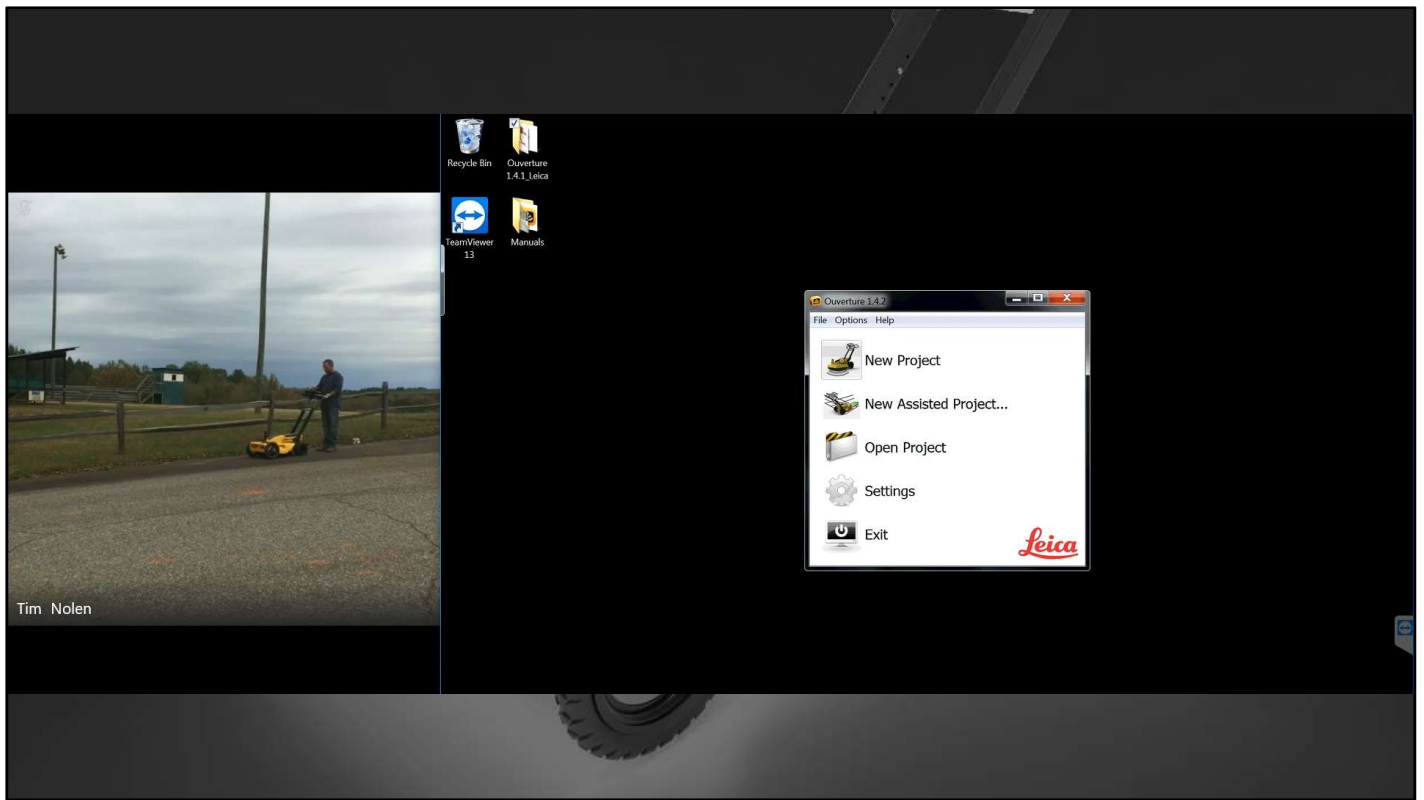 Recycle Bin
Ouverture
1.4.1_Leica
TeamViewer
13
Manuals
Tim Nolen
Ouverture 1.4.2
File Options Help
New Project
New Assisted Project...
Open Project
Settings
Exit
Leica